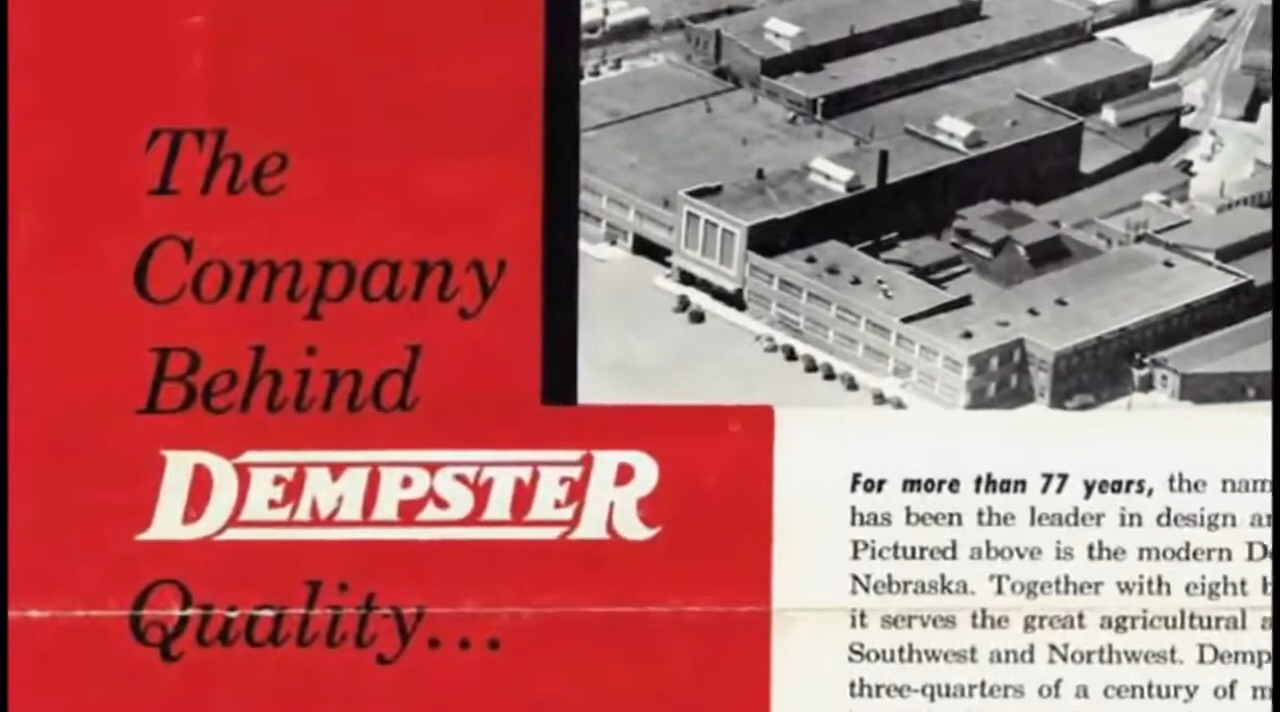 The
Company
Behind
DEMPSTER
Quality...
For more than 77 years, the
has been the leader in design
Pictured above is the modern
Nebraska. Together with eight
it serves the great agricultural
Southwest and Northwest.
three-quarters of a century of